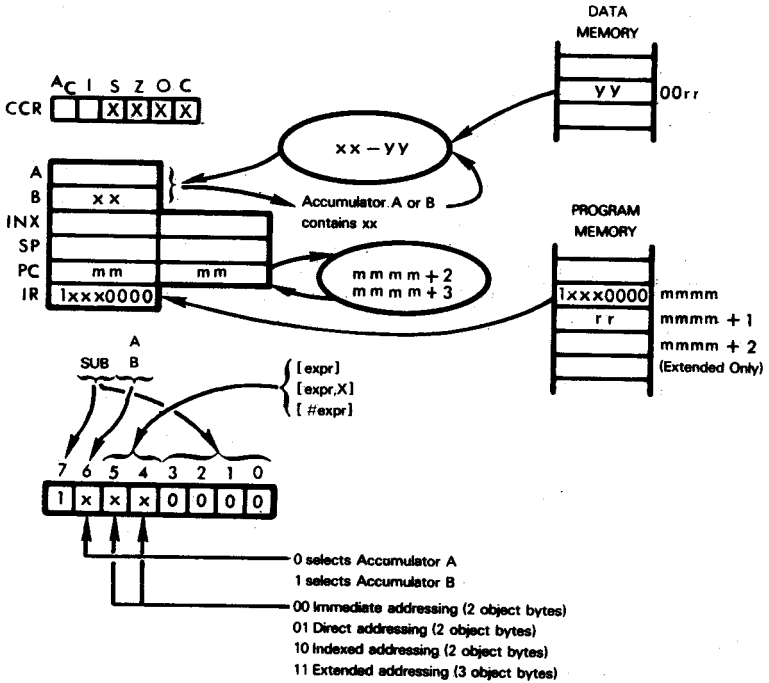 DATA
MEMORY
yy 00rr
AC I S Z O C
CCR X X X X
xx - yy
A
B xx
INX
SP
PC mm mm
IR 1xxx0000
Accumulator A or B
contains xx
mmmm + 2
mmmm + 3
PROGRAM
MEMORY
1xxx0000 mmmm
rr mmmm + 1
mmmm + 2
(Extended Only)
SUB A
B
[expr]
[expr,X]
[#expr]
7 6 5 4 3 2 1 0
1 x x x 0 0 0 0
0 selects Accumulator A
1 selects Accumulator B
00 Immediate addressing (2 object bytes)
01 Direct addressing (2 object bytes)
10 Indexed addressing (2 object bytes)
11 Extended addressing (3 object bytes)